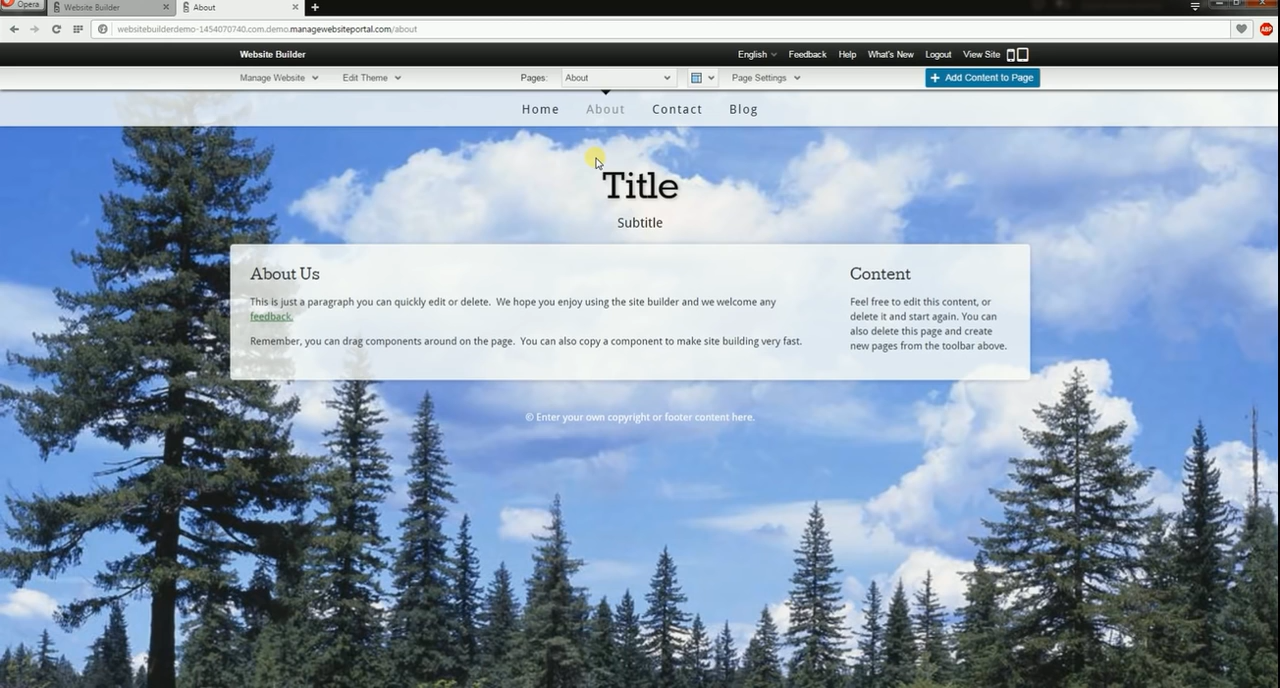 Opera
Website Builder
About
websitebuilderdemo-1454070740.com.demo.managewebsiteportal.com/about
ABP
Website Builder
English
Feedback
Help
What's New
Logout
View Site
Manage Website
Edit Theme
Pages:
About
Page Settings
+ Add Content to Page
Home
About
Contact
Blog
Title
Subtitle
About Us
This is just a paragraph you can quickly edit or delete. We hope you enjoy using the site builder and we welcome any
feedback.
Remember, you can drag components around on the page. You can also copy a component to make site building very fast.
Content
Feel free to edit this content, or
delete it and start again. You can
also delete this page and create
new pages from the toolbar above.
© Enter your own copyright or footer content here.